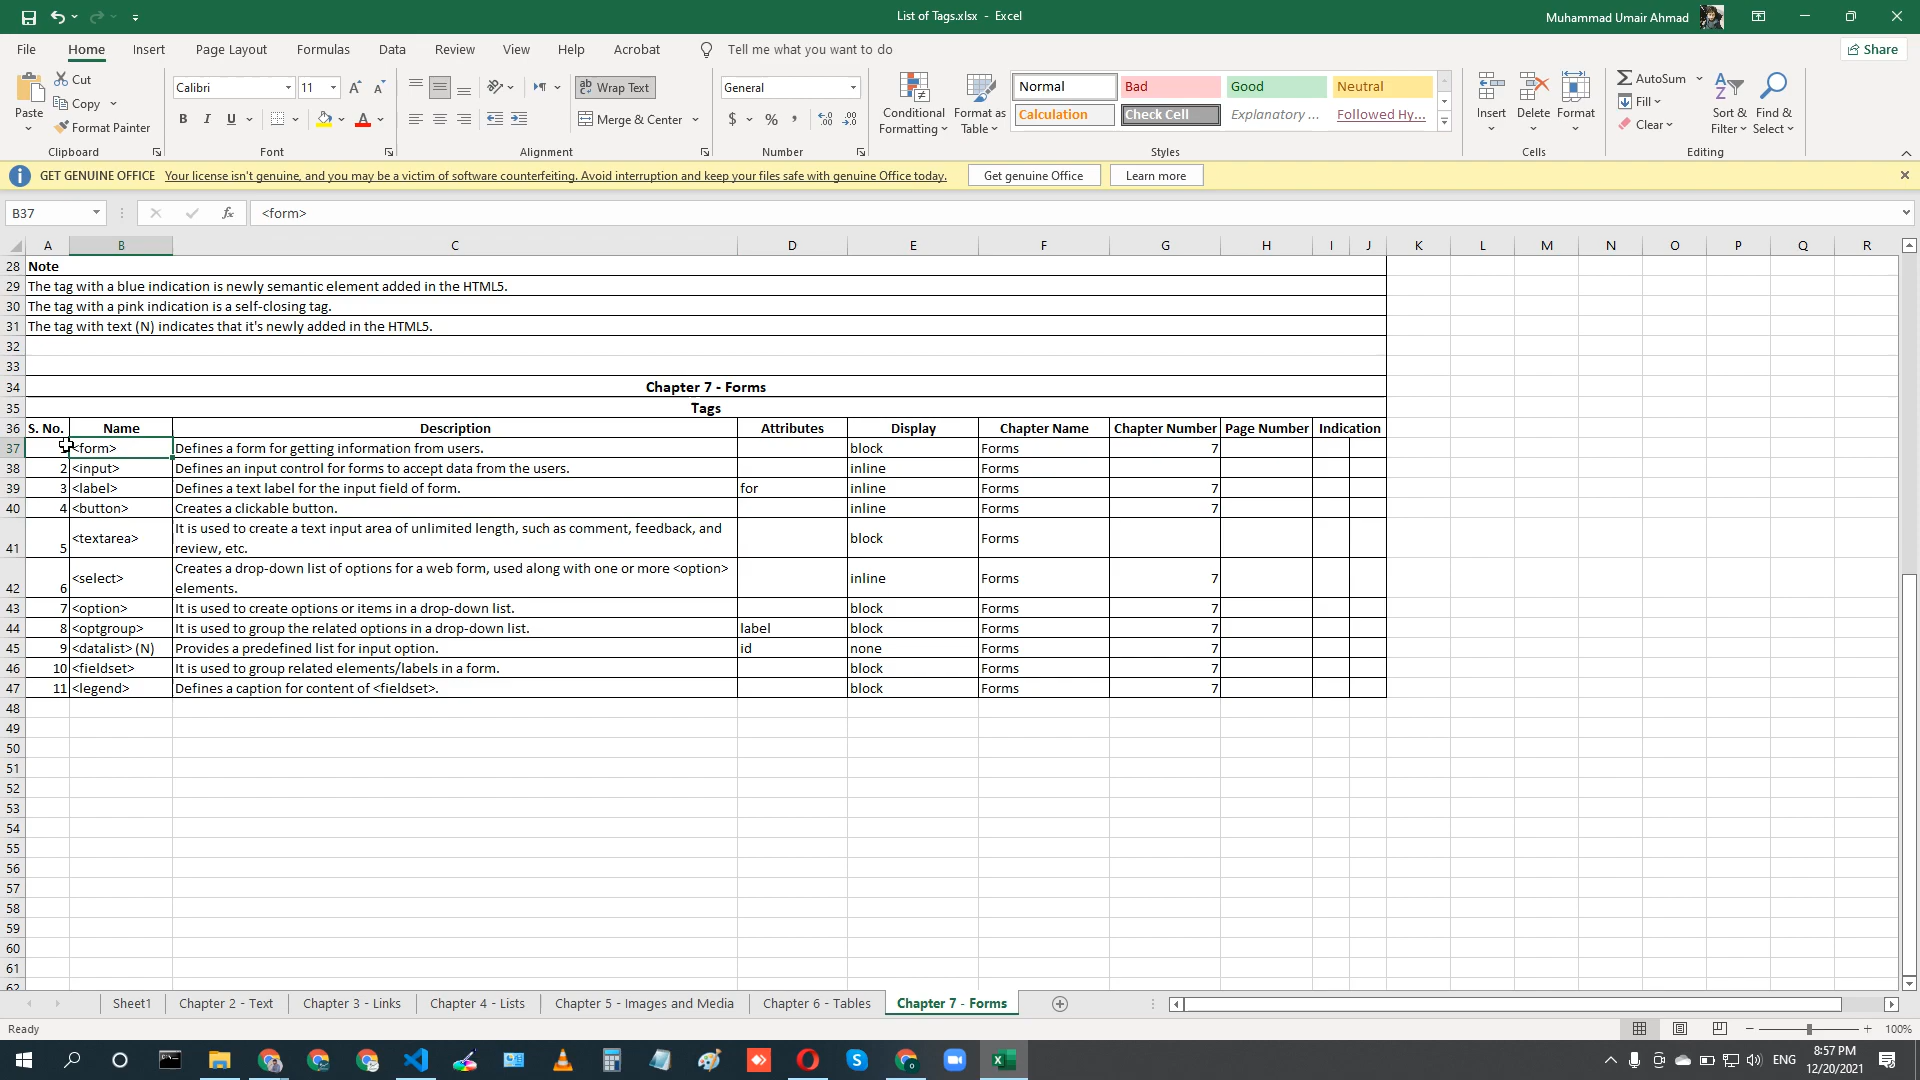 List of Tags.xlsx - Excel
Muhammad Umair Ahmad
File Home Insert Page Layout Formulas Data Review View Help Acrobat Tell me what you want to do Share
Cut
Copy
Format Painter
Paste
Clipboard
Calibri 11
B I U
Font
Wrap Text
Merge & Center
Alignment
General
$ % ,
Number
Conditional Formatting
Format as Table
Normal Bad Good Neutral
Calculation Check Cell Explanatory ... Followed Hy...
Styles
Insert Delete Format
Cells
AutoSum
Fill
Clear
Sort & Filter
Find & Select
Editing
GET GENUINE OFFICE Your license isn't genuine, and you may be a victim of software counterfeiting. Avoid interruption and keep your files safe with genuine Office today. Get genuine Office Learn more
B37 fx <form>
A B C D E F G H I J K L M N O P Q R
28 Note
29 The tag with a blue indication is newly semantic element added in the HTML5.
30 The tag with a pink indication is a self-closing tag.
31 The tag with text (N) indicates that it's newly added in the HTML5.
32
33
34 Chapter 7 - Forms
35 Tags
36 S. No. Name Description Attributes Display Chapter Name Chapter Number Page Number Indication
37 <form> Defines a form for getting information from users. block Forms 7
38 2 <input> Defines an input control for forms to accept data from the users. inline Forms
39 3 <label> Defines a text label for the input field of form. for inline Forms 7
40 4 <button> Creates a clickable button. inline Forms 7
41 5 <textarea> It is used to create a text input area of unlimited length, such as comment, feedback, and review, etc. block Forms
42 6 <select> Creates a drop-down list of options for a web form, used along with one or more <option> elements. inline Forms 7
43 7 <option> It is used to create options or items in a drop-down list. block Forms 7
44 8 <optgroup> It is used to group the related options in a drop-down list. label block Forms 7
45 9 <datalist> (N) Provides a predefined list for input option. id none Forms 7
46 10 <fieldset> It is used to group related elements/labels in a form. block Forms 7
47 11 <legend> Defines a caption for content of <fieldset>. block Forms 7
48
49
50
51
52
53
54
55
56
57
58
59
60
61
62
Sheet1 Chapter 2 - Text Chapter 3 - Links Chapter 4 - Lists Chapter 5 - Images and Media Chapter 6 - Tables Chapter 7 - Forms
Ready 100%
ENG 8:57 PM
12/20/2021